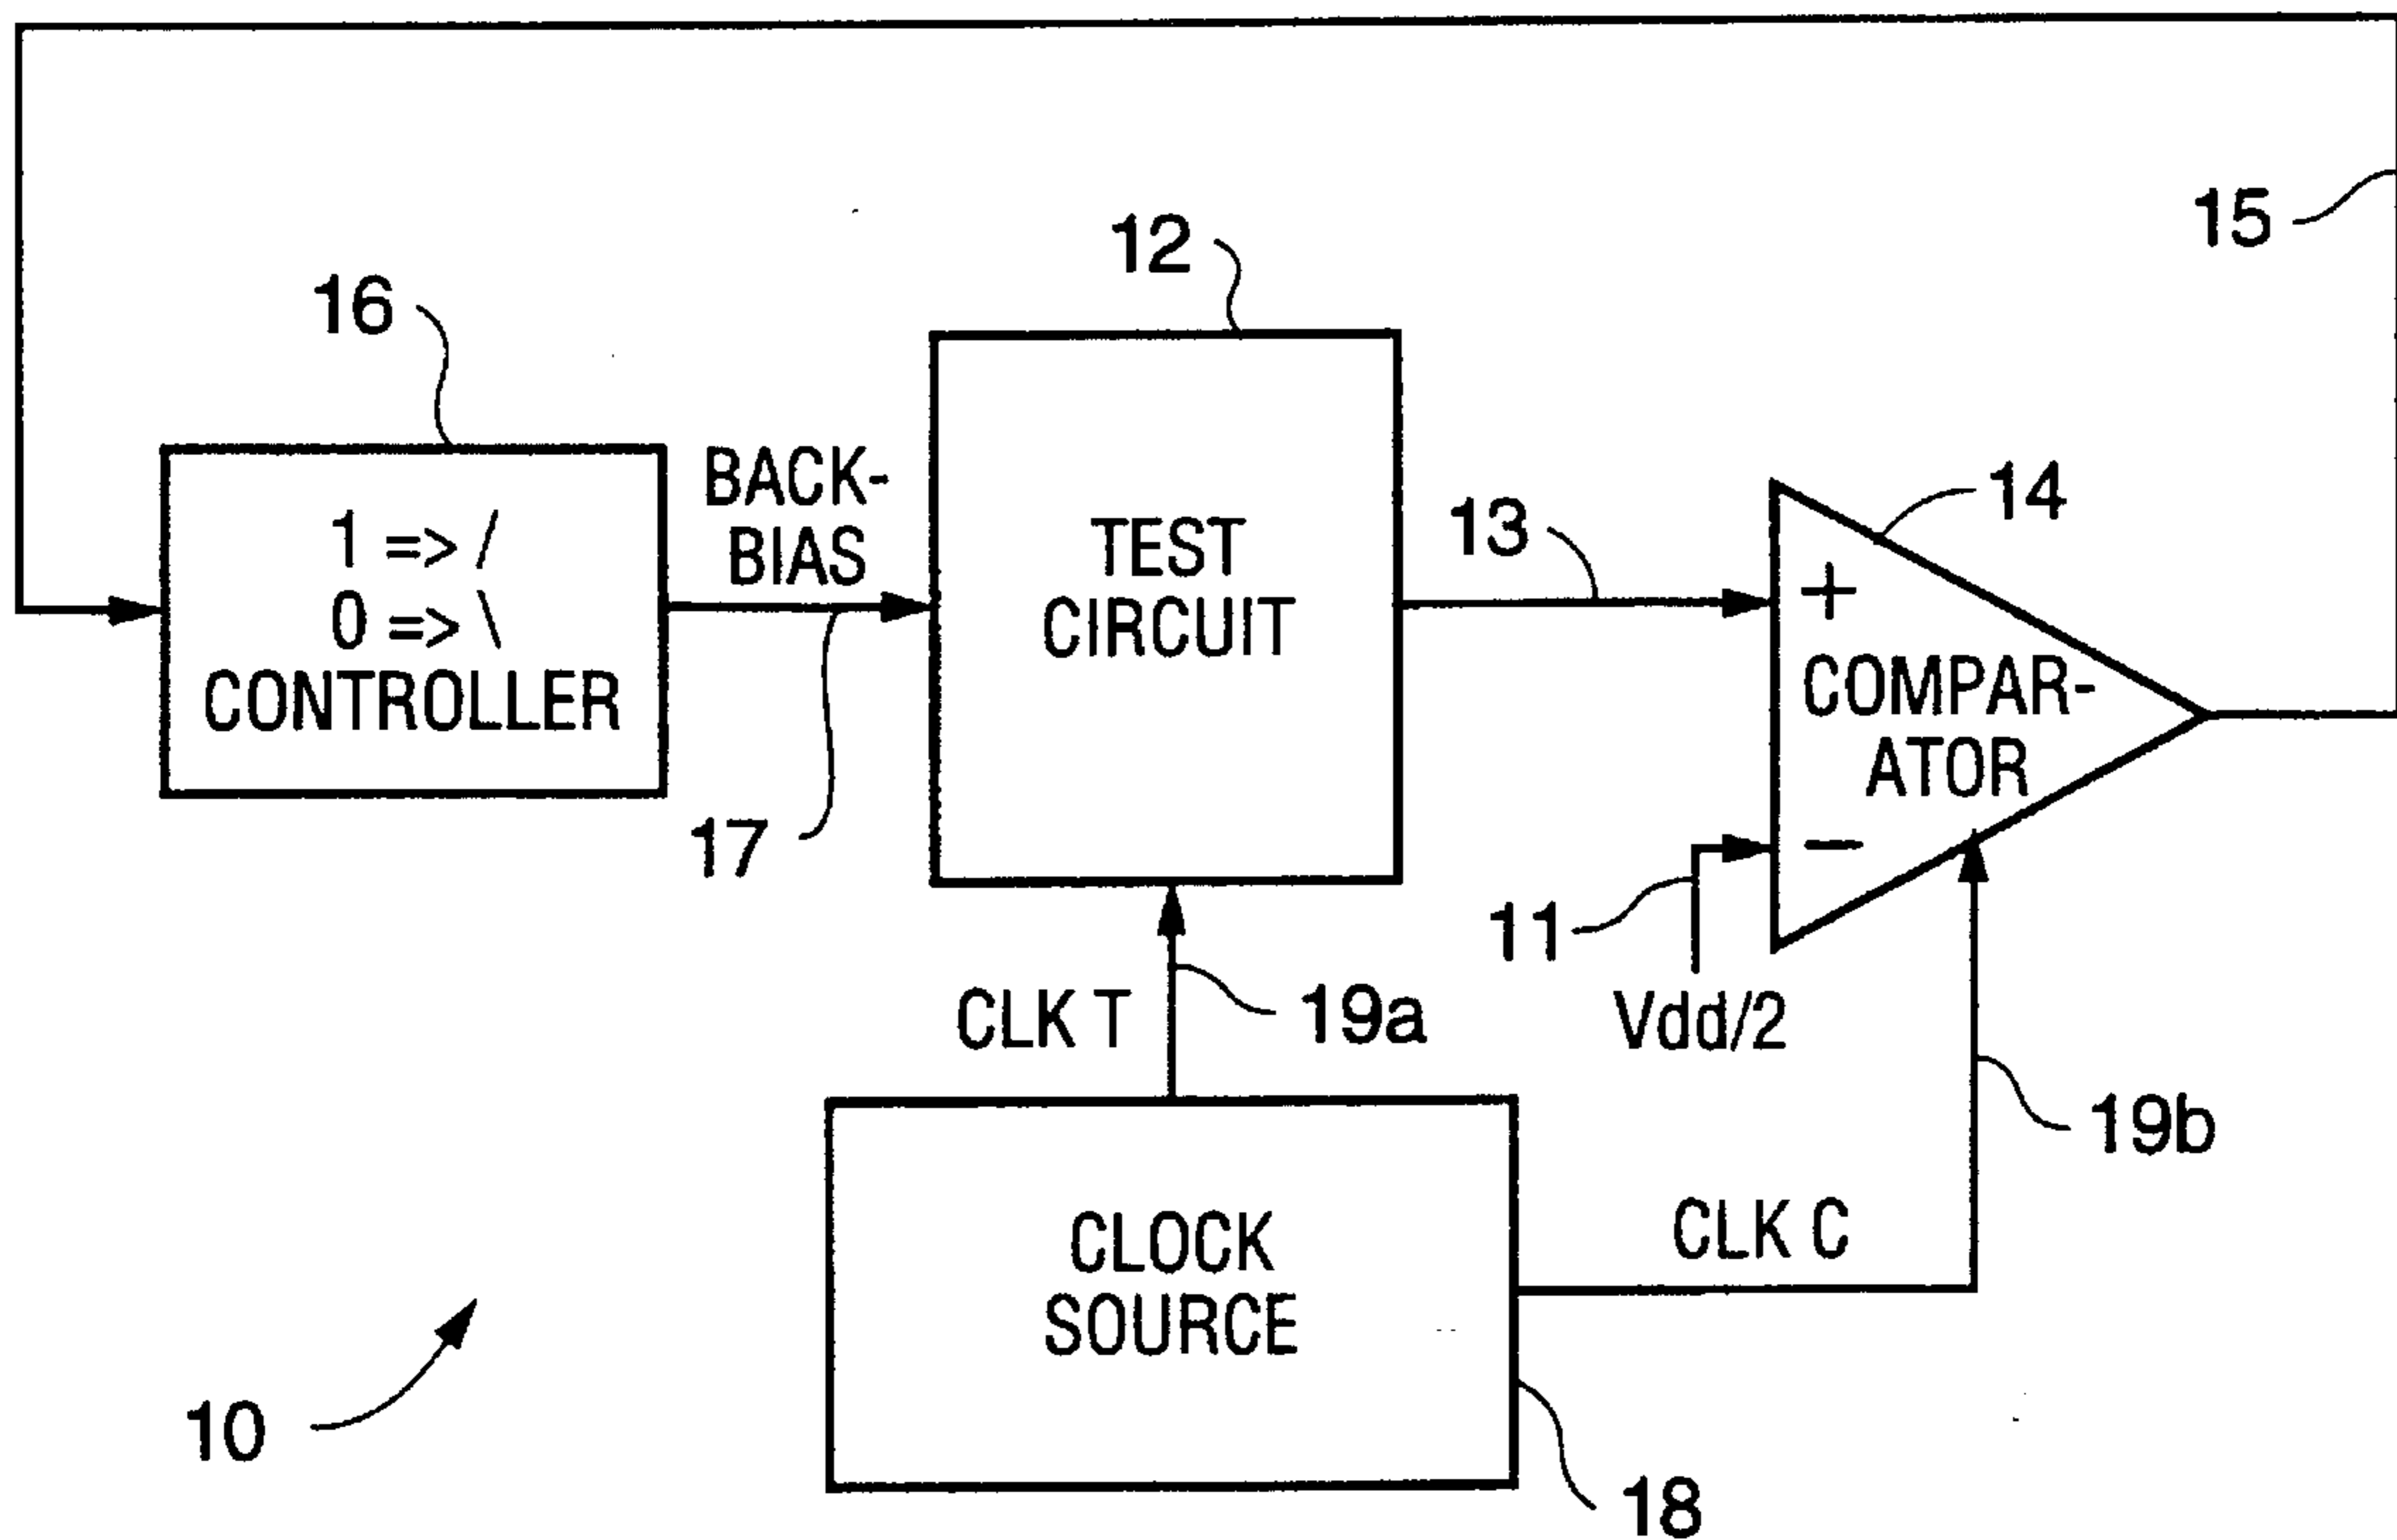 15
12
16
BACK-
BIAS
14
13
1 => /
0 => \
CONTROLLER
TEST
CIRCUIT
+
COMPAR-
ATOR
−
17
11
CLK T
19a
Vdd/2
19b
CLOCK
SOURCE
CLK C
10
18